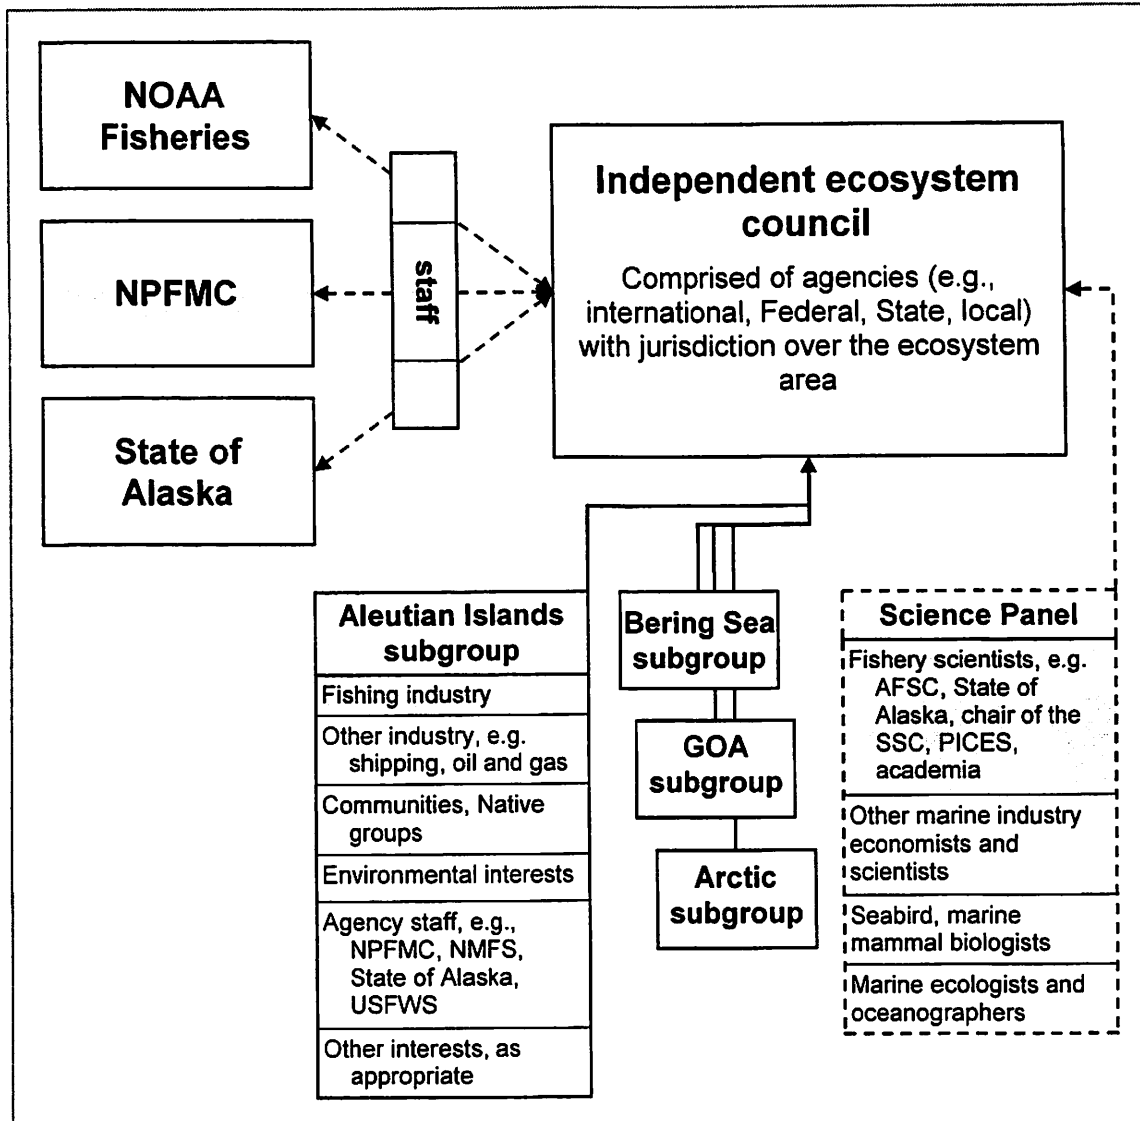 NOAA
Fisheries
NPFMC
State of
Alaska
staff
Independent ecosystem
council
Comprised of agencies (e.g.,
international, Federal, State, local)
with jurisdiction over the ecosystem
area
Aleutian Islands
subgroup
Fishing industry
Other industry, e.g.
shipping, oil and gas
Communities, Native
groups
Environmental interests
Agency staff, e.g.,
NPFMC, NMFS,
State of Alaska,
USFWS
Other interests, as
appropriate
Bering Sea
subgroup
GOA
subgroup
Arctic
subgroup
Science Panel
Fishery scientists, e.g.
AFSC, State of
Alaska, chair of the
SSC, PICES,
academia
Other marine industry
economists and
scientists
Seabird, marine
mammal biologists
Marine ecologists and
oceanographers